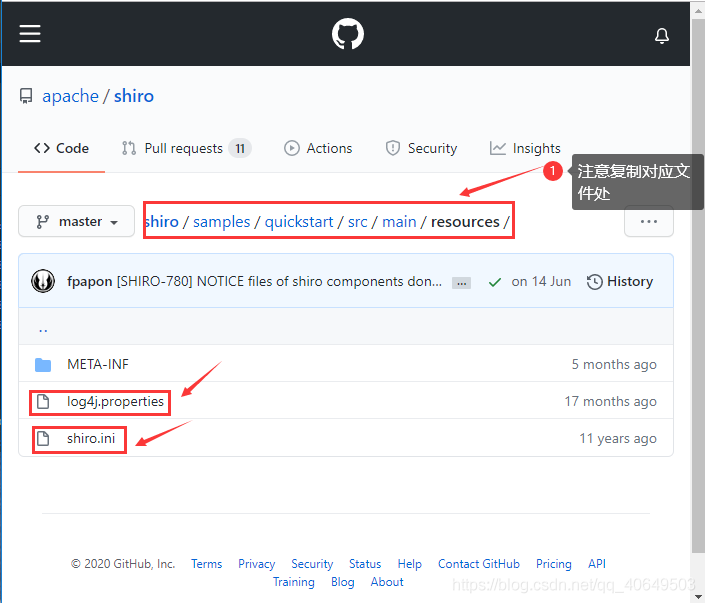 apache / shiro
Code
Pull requests 11
Actions
Security
Insights
1
注意复制对应文
件处
master
shiro / samples / quickstart / src / main / resources /
...
fpapon [SHIRO-780] NOTICE files of shiro components don... ... on 14 Jun History
..
META-INF 5 months ago
log4j.properties 17 months ago
shiro.ini 11 years ago
© 2020 GitHub, Inc. Terms Privacy Security Status Help Contact GitHub Pricing API
Training Blog About
https://blog.csdn.net/qq_40649503